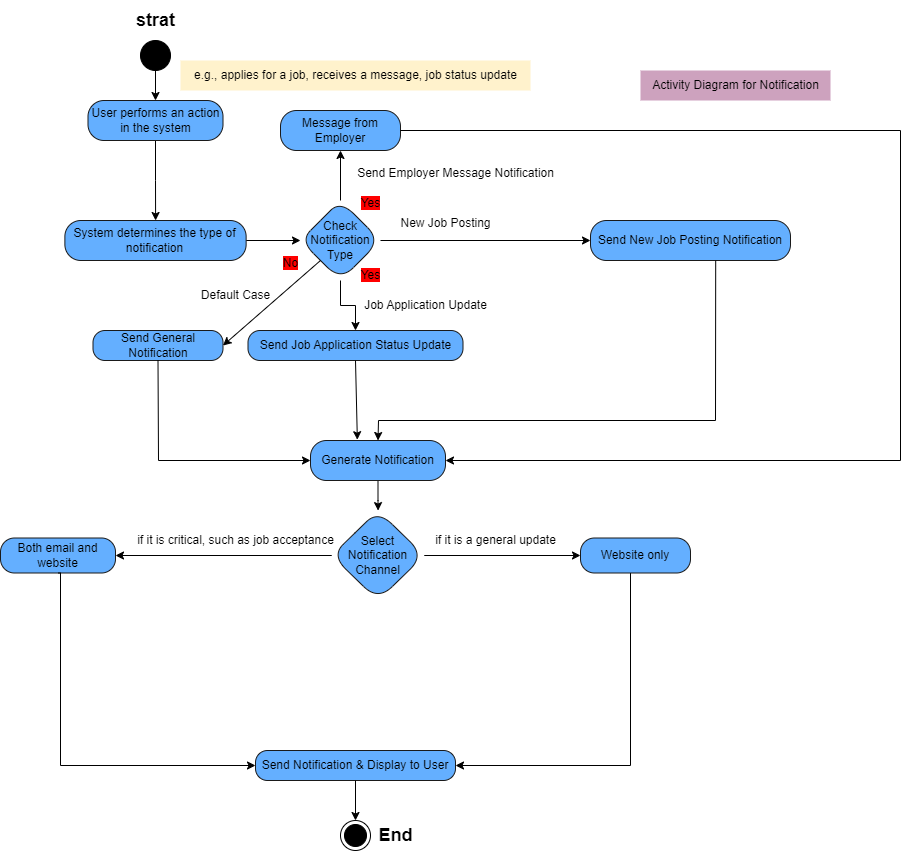 strat
e.g., applies for a job, receives a message, job status update
Activity Diagram for Notification
User performs an action
in the system
Message from
Employer
Send Employer Message Notification
Yes
New Job Posting
System determines the type of
notification
Check
Notification
Type
Send New Job Posting Notification
No
Yes
Default Case
Job Application Update
Send General
Notification
Send Job Application Status Update
Generate Notification
if it is critical, such as job acceptance
if it is a general update
Both email and
website
Select
Notification
Channel
Website only
Send Notification & Display to User
End